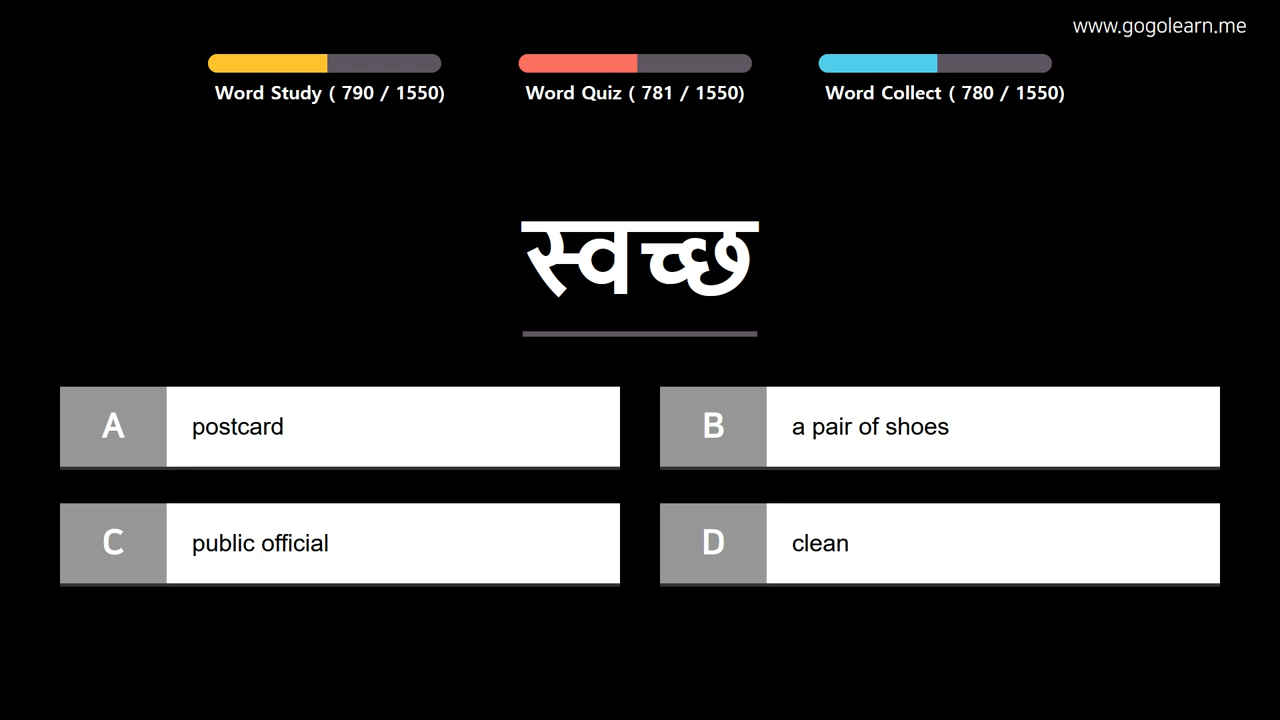 www.gogolearn.me
Word Study ( 790 / 1550)
Word Quiz ( 781 / 1550)
Word Collect ( 780 / 1550)
स्वच्छ
A postcard
B a pair of shoes
C public official
D clean